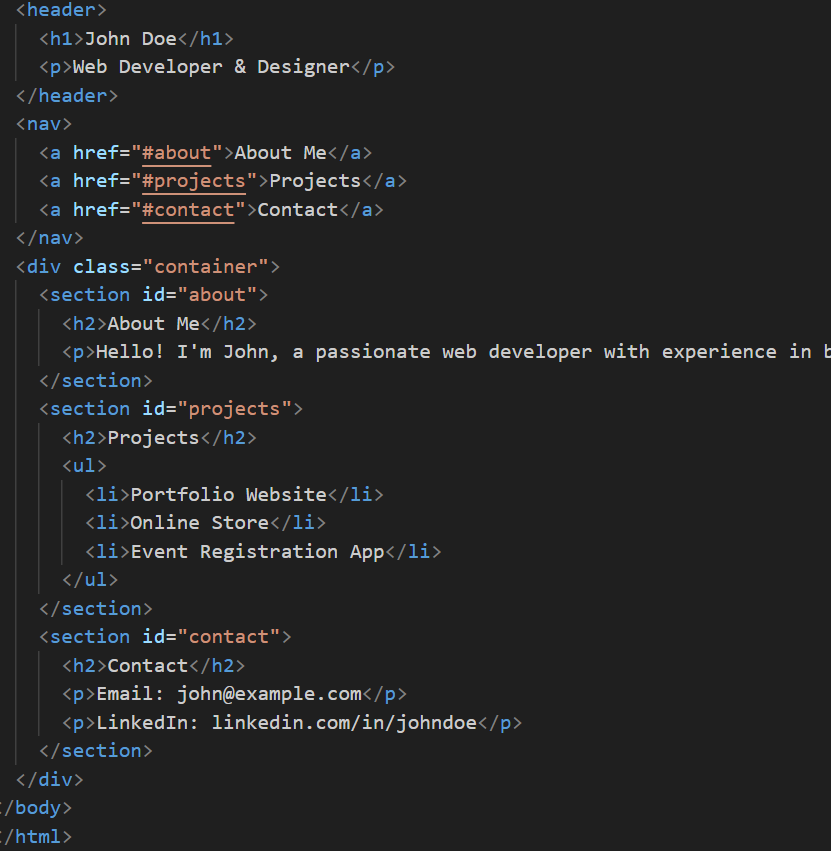 <header>
<h1>John Doe</h1>
<p>Web Developer & Designer</p>
</header>
<nav>
<a href="#about">About Me</a>
<a href="#projects">Projects</a>
<a href="#contact">Contact</a>
</nav>
<div class="container">
<section id="about">
<h2>About Me</h2>
<p>Hello! I'm John, a passionate web developer with experience in
</section>
<section id="projects">
<h2>Projects</h2>
<ul>
<li>Portfolio Website</li>
<li>Online Store</li>
<li>Event Registration App</li>
</ul>
</section>
<section id="contact">
<h2>Contact</h2>
<p>Email: john@example.com</p>
<p>LinkedIn: linkedin.com/in/johndoe</p>
</section>
</div>
</body>
</html>